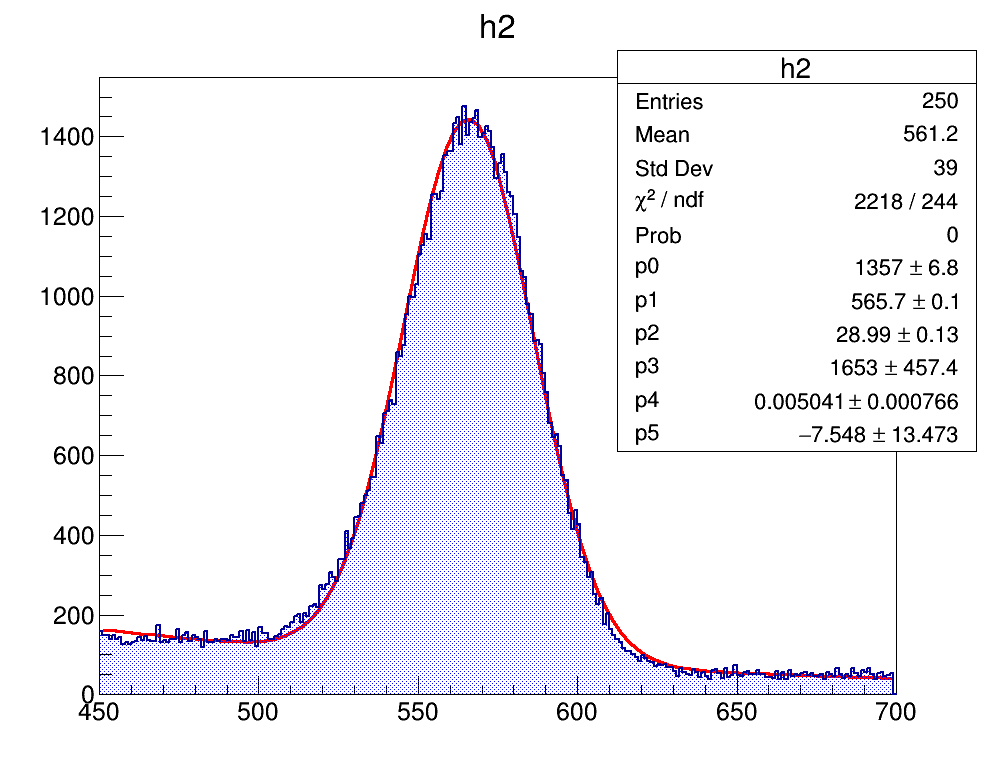 h2
h2
Entries 250
Mean 561.2
Std Dev 39
χ² / ndf 2218 / 244
Prob 0
p0 1357 ± 6.8
p1 565.7 ± 0.1
p2 28.99 ± 0.13
p3 1653 ± 457.4
p4 0.005041 ± 0.000766
p5 −7.548 ± 13.473
1400
1200
1000
800
600
400
200
0
450 500 550 600 650 700